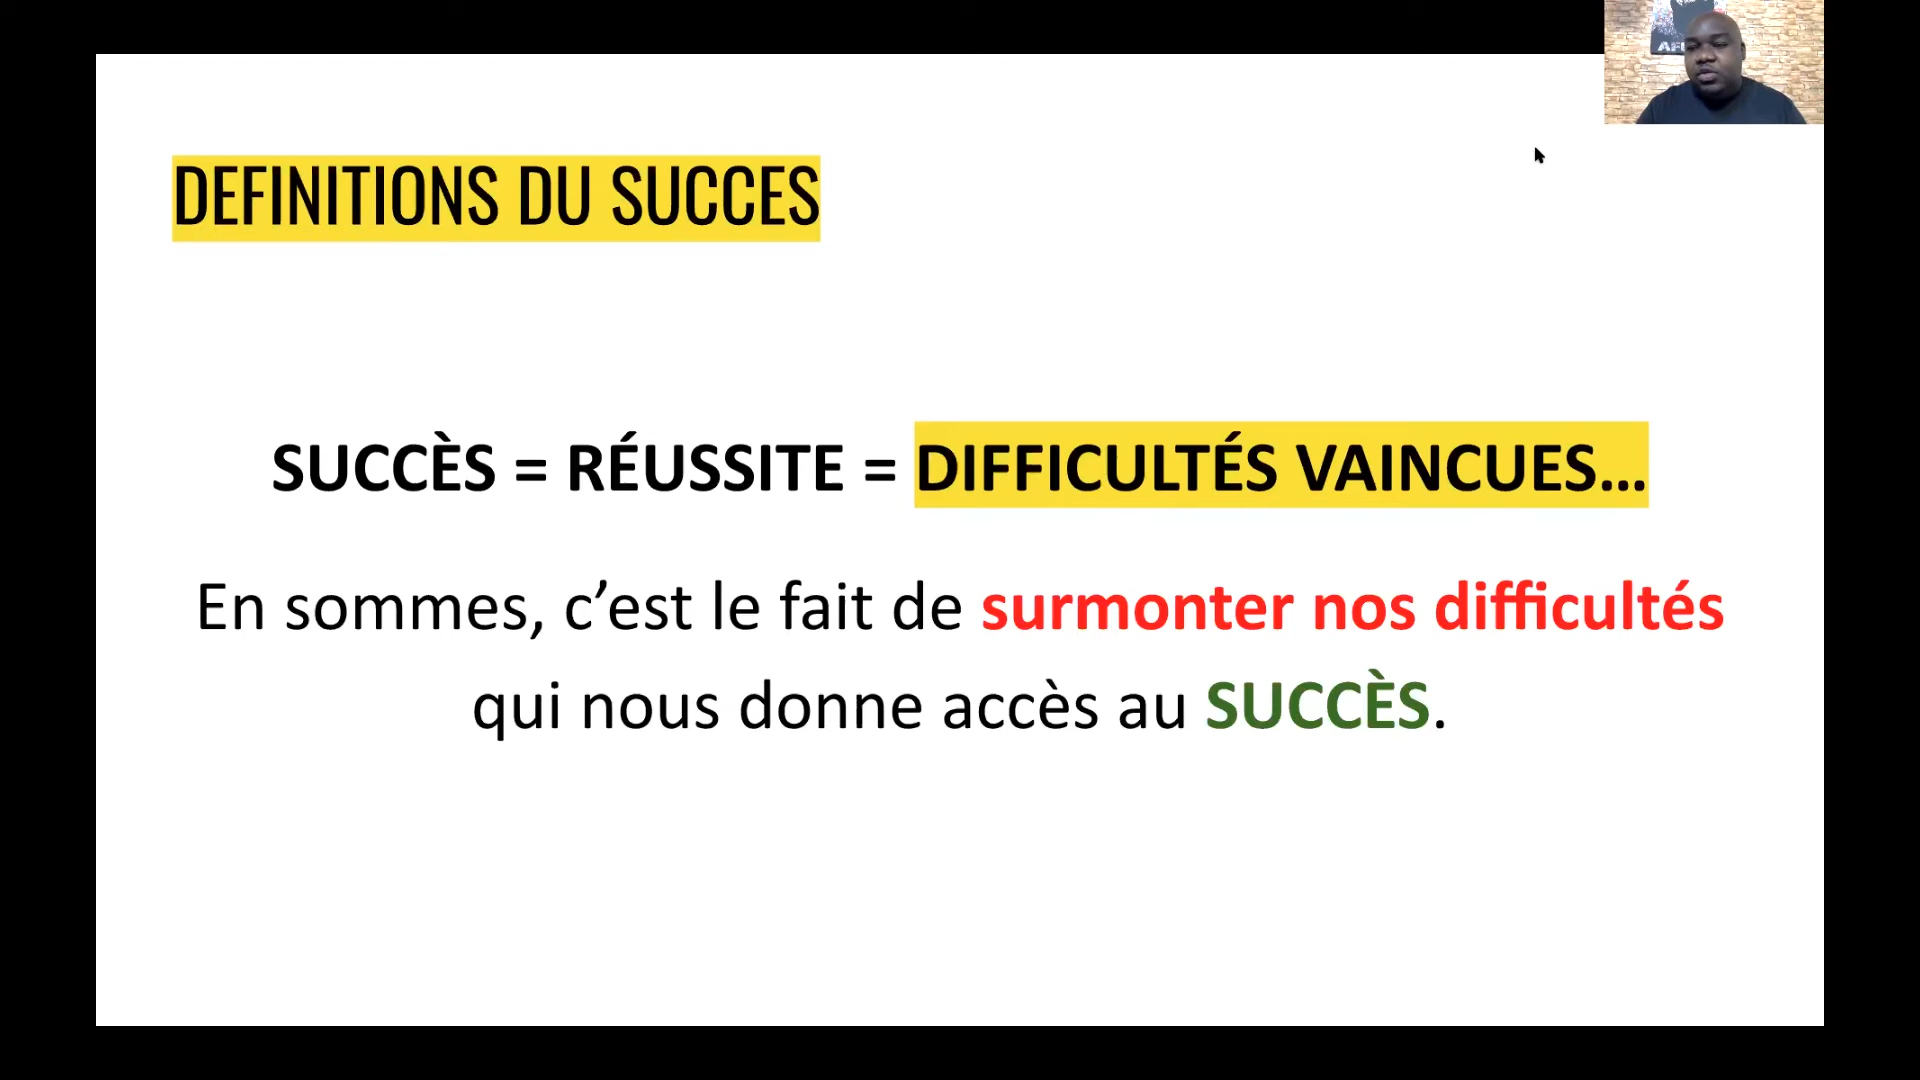 DEFINITIONS DU SUCCES
SUCCÈS = RÉUSSITE = DIFFICULTÉS VAINCUES...
En sommes, c’est le fait de surmonter nos difficultés
qui nous donne accès au SUCCÈS.